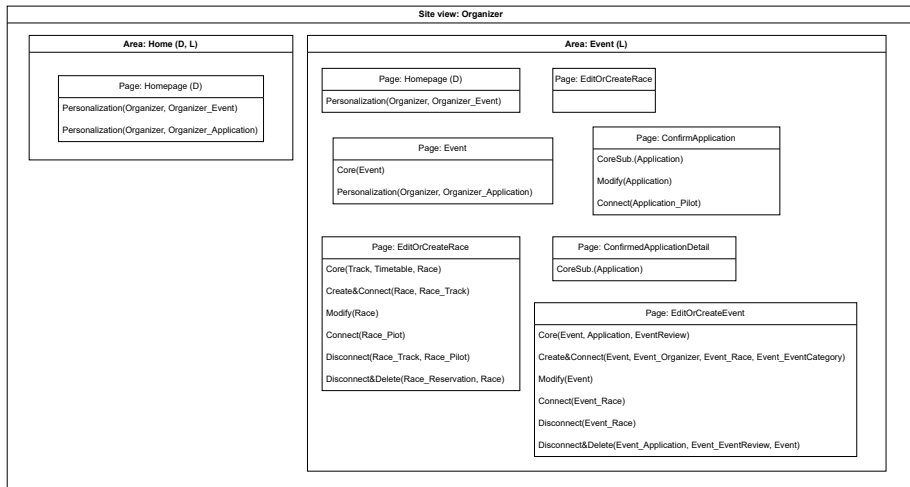 Site view: Organizer
Area: Home (D, L)
Page: Homepage (D)
Personalization(Organizer, Organizer_Event)
Personalization(Organizer, Organizer_Application)
Area: Event (L)
Page: Homepage (D)
Personalization(Organizer, Organizer_Event)
Page: EditOrCreateRace
Page: Event
Core(Event)
Personalization(Organizer, Organizer_Application)
Page: ConfirmApplication
CoreSub.(Application)
Modify(Application)
Connect(Application_Pilot)
Page: EditOrCreateRace
Core(Track, Timetable, Race)
Create&Connect(Race, Race_Track)
Modify(Race)
Connect(Race_Piot)
Disconnect(Race_Track, Race_Pilot)
Disconnect&Delete(Race_Reservation, Race)
Page: ConfirmedApplicationDetail
CoreSub.(Application)
Page: EditOrCreateEvent
Core(Event, Application, EventReview)
Create&Connect(Event, Event_Organizer, Event_Race, Event_EventCategory)
Modify(Event)
Connect(Event_Race)
Disconnect(Event_Race)
Disconnect&Delete(Event_Application, Event_EventReview, Event)